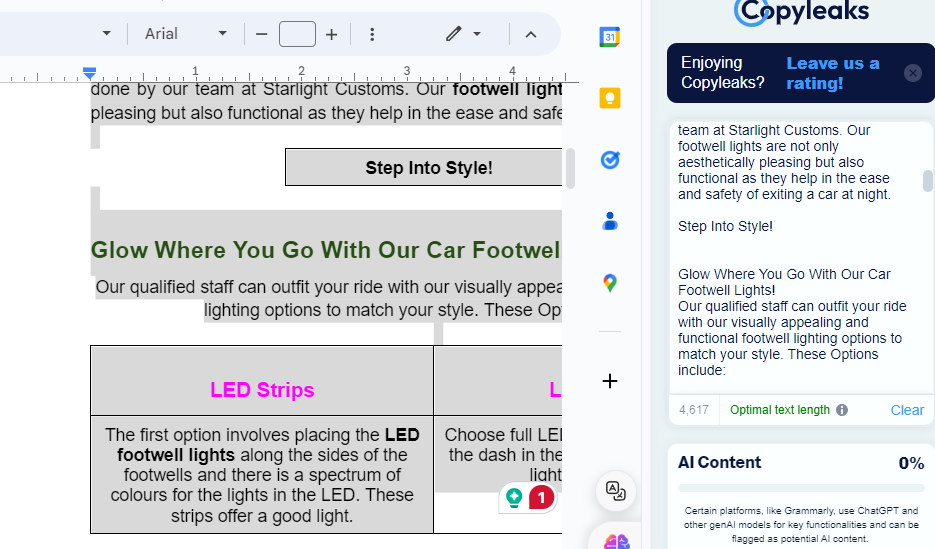 Copyleaks
Arial
Enjoying Copyleaks?
Leave us a rating!
31
1
2
3
4
done by our team at Starlight Customs. Our footwell light
pleasing but also functional as they help in the ease and safe
Step Into Style!
Glow Where You Go With Our Car Footwel
Our qualified staff can outfit your ride with our visually appea
lighting options to match your style. These Op
LED Strips
L
The first option involves placing the LED
footwell lights along the sides of the
footwells and there is a spectrum of
colours for the lights in the LED. These
strips offer a good light.
Choose full LE
the dash in the
light
1
team at Starlight Customs. Our
footwell lights are not only
aesthetically pleasing but also
functional as they help in the ease
and safety of exiting a car at night.
Step Into Style!
Glow Where You Go With Our Car
Footwell Lights!
Our qualified staff can outfit your ride
with our visually appealing and
functional footwell lighting options to
match your style. These Options
include:
4,617
Optimal text length
Clear
AI Content
0%
Certain platforms, like Grammarly, use ChatGPT and
other genAI models for key functionalities and can be
flagged as potential AI content.